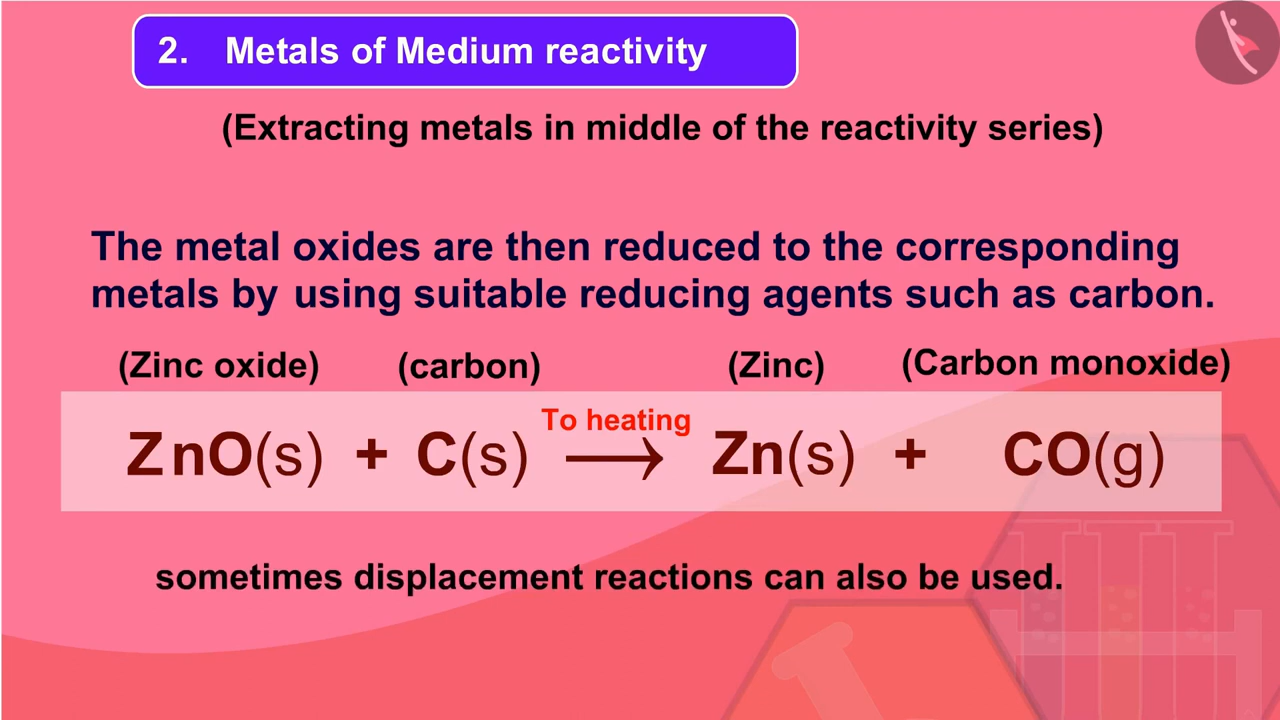 2. Metals of Medium reactivity
(Extracting metals in middle of the reactivity series)
The metal oxides are then reduced to the corresponding
metals by using suitable reducing agents such as carbon.
(Zinc oxide) (carbon) (Zinc) (Carbon monoxide)
To heating
ZnO(s) + C(s) ⟶ Zn(s) + CO(g)
sometimes displacement reactions can also be used.